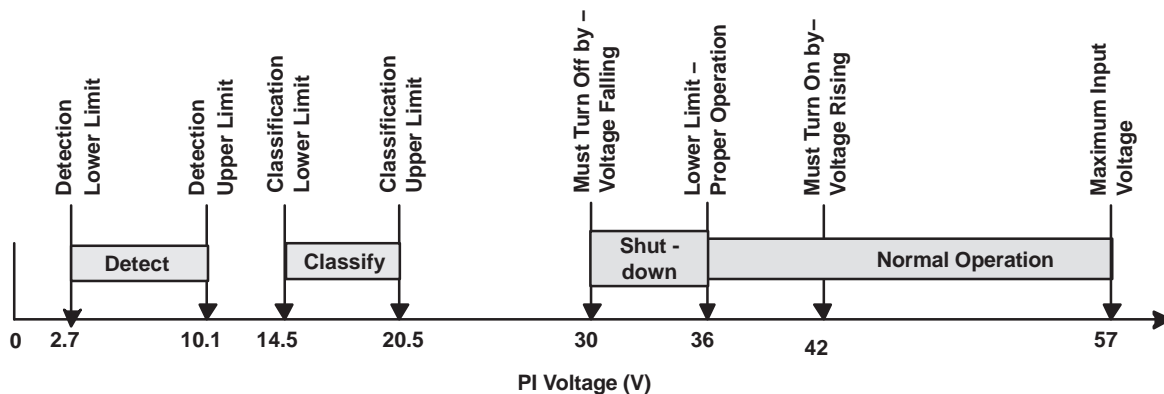 Detection
Lower Limit
Detection
Upper Limit
Classification
Lower Limit
Classification
Upper Limit
Must Turn Off by –
Voltage Falling
Lower Limit –
Proper Operation
Must Turn On by–
Voltage Rising
Maximum Input
Voltage
Detect
Classify
Shut -
down
Normal Operation
0
2.7
10.1
14.5
20.5
30
36
42
57
PI Voltage (V)